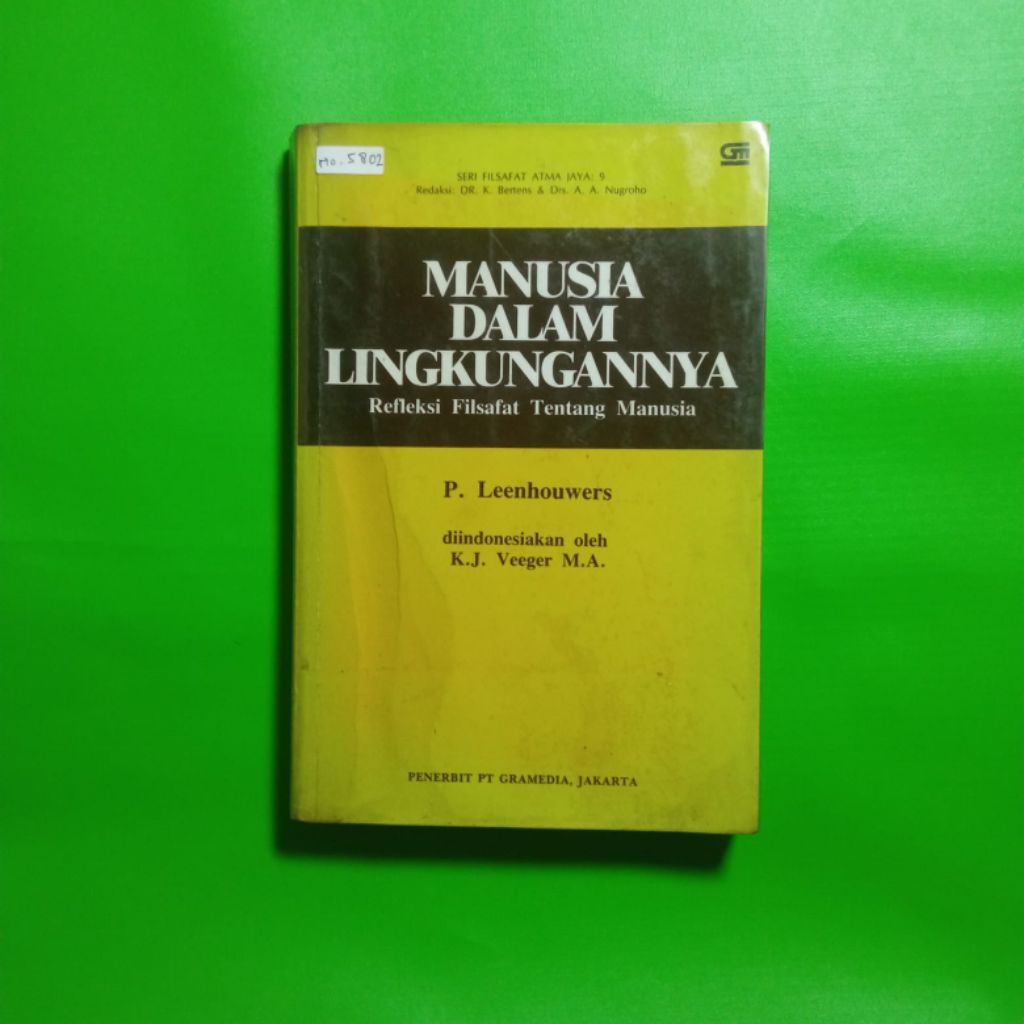 no. 5802
GM
SERI FILSAFAT ATMA JAYA: 9
Redaksi: DR. K. Bertens & Drs. A. A. Nugroho
MANUSIA
DALAM
LINGKUNGANNYA
Refleksi Filsafat Tentang Manusia
P. Leenhouwers
diindonesiakan oleh
K.J. Veeger M.A.
PENERBIT PT GRAMEDIA, JAKARTA